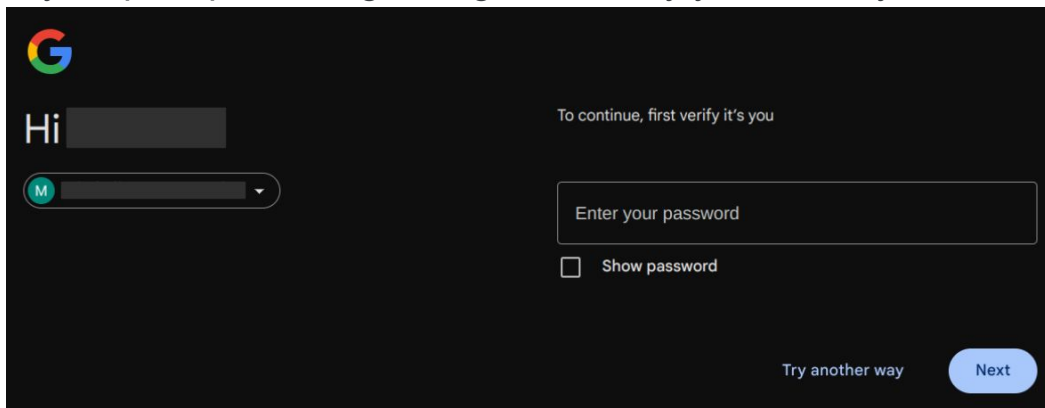 Hi
M
To continue, first verify it’s you
Enter your password
Show password
Try another way
Next